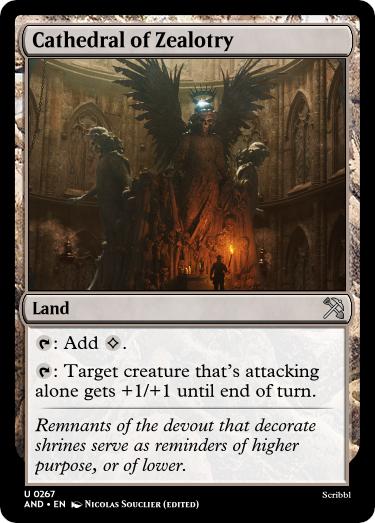 Cathedral of Zealotry
Land
: Add .
: Target creature that's attacking
alone gets +1/+1 until end of turn.
Remnants of the devout that decorate
shrines serve as reminders of higher
purpose, or of lower.
U 0267
Scribbl
AND • EN Nicolas Souclier (edited)